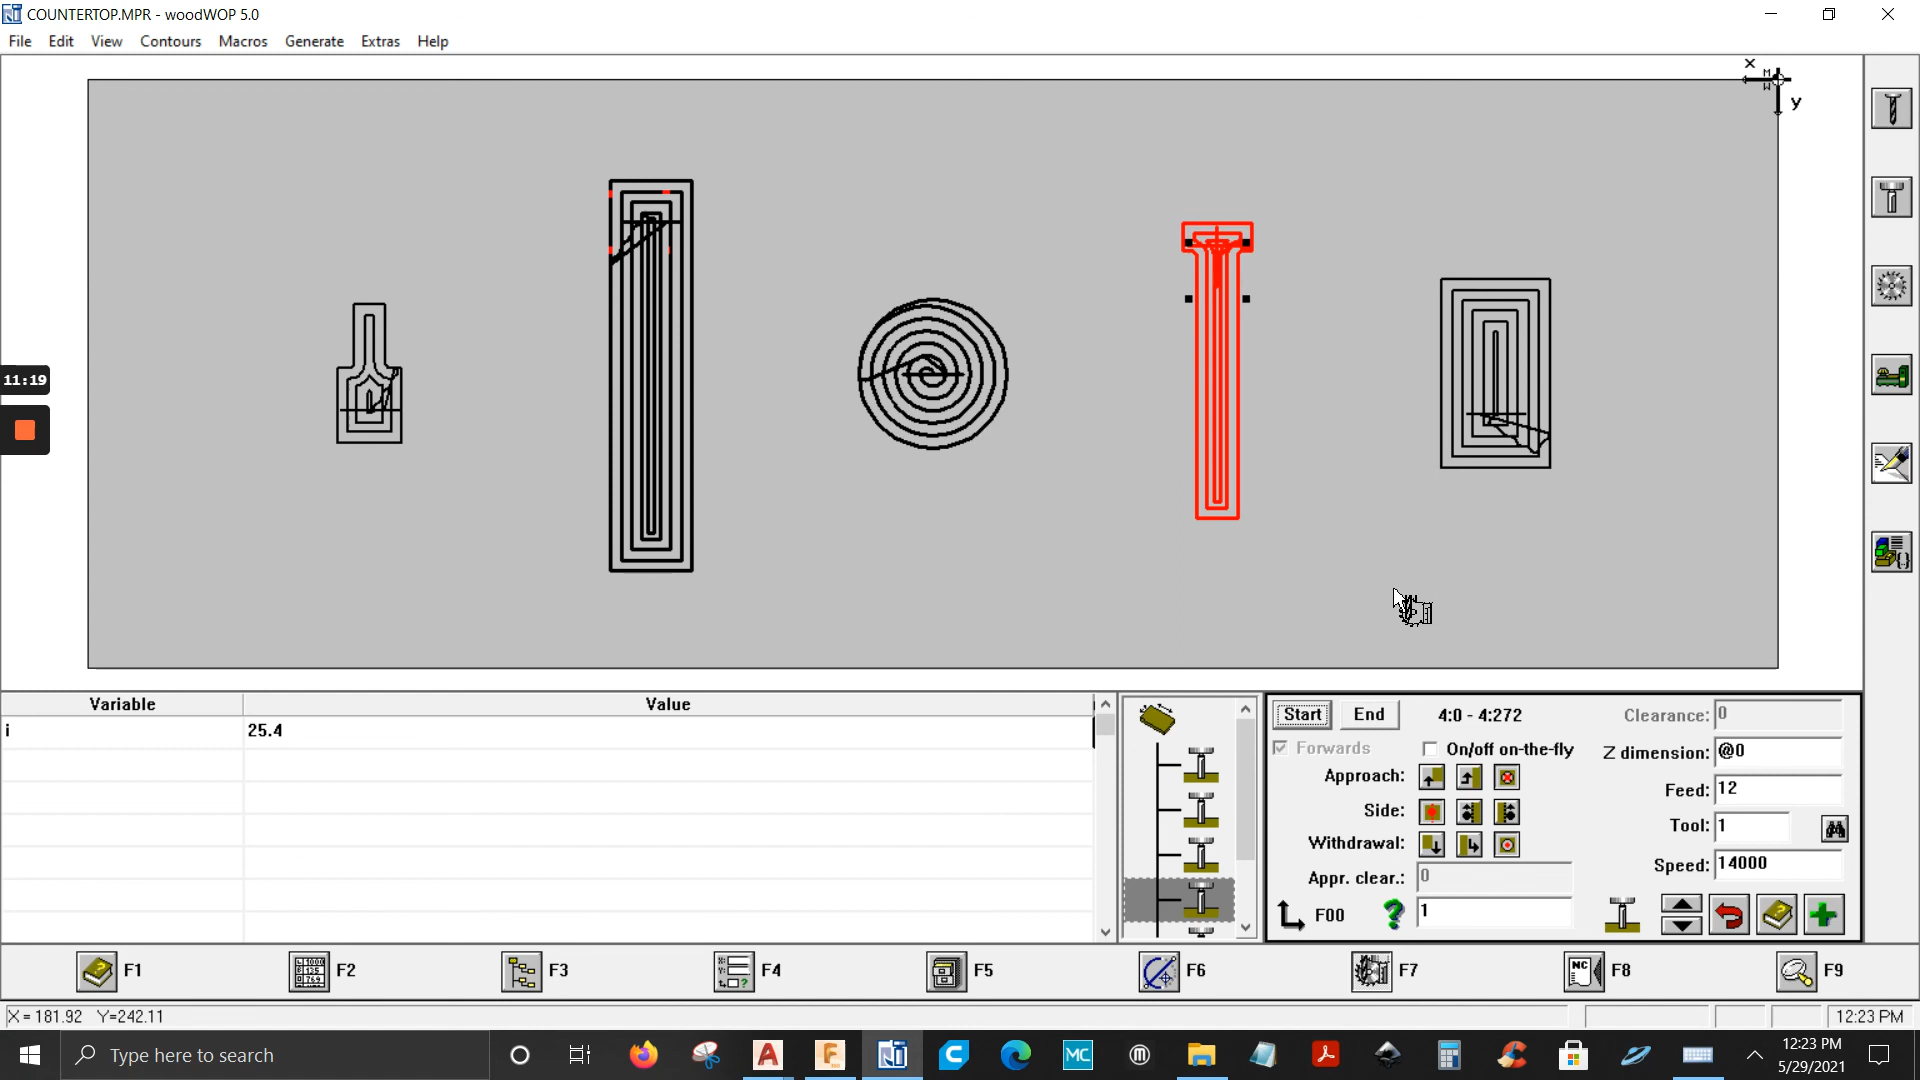 COUNTERTOP.MPR - woodWOP 5.0
File Edit View Contours Macros Generate Extras Help
x
M
W
y
11:19
Variable Value
i 25.4
Start End 4:0 - 4:272 Clearance: 0
Forwards On/off on-the-fly Z dimension: @0
Approach: Feed: 12
Side: Tool: 1
Withdrawal: Speed: 14000
Appr. clear.: 0
F00 ? 1
F1 F2 F3 F4 F5 F6 F7 NC F8 F9
X = 181.92 Y=242.11 12:23 PM
Type here to search MC 12:23 PM
5/29/2021